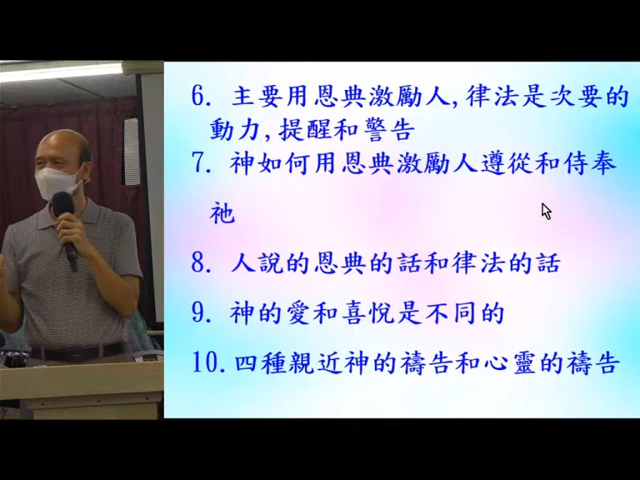 6. 主要用恩典激勵人,律法是次要的
動力,提醒和警告
7. 神如何用恩典激勵人遵從和侍奉
祂
8. 人說的恩典的話和律法的話
9. 神的愛和喜悅是不同的
10.四種親近神的禱告和心靈的禱告